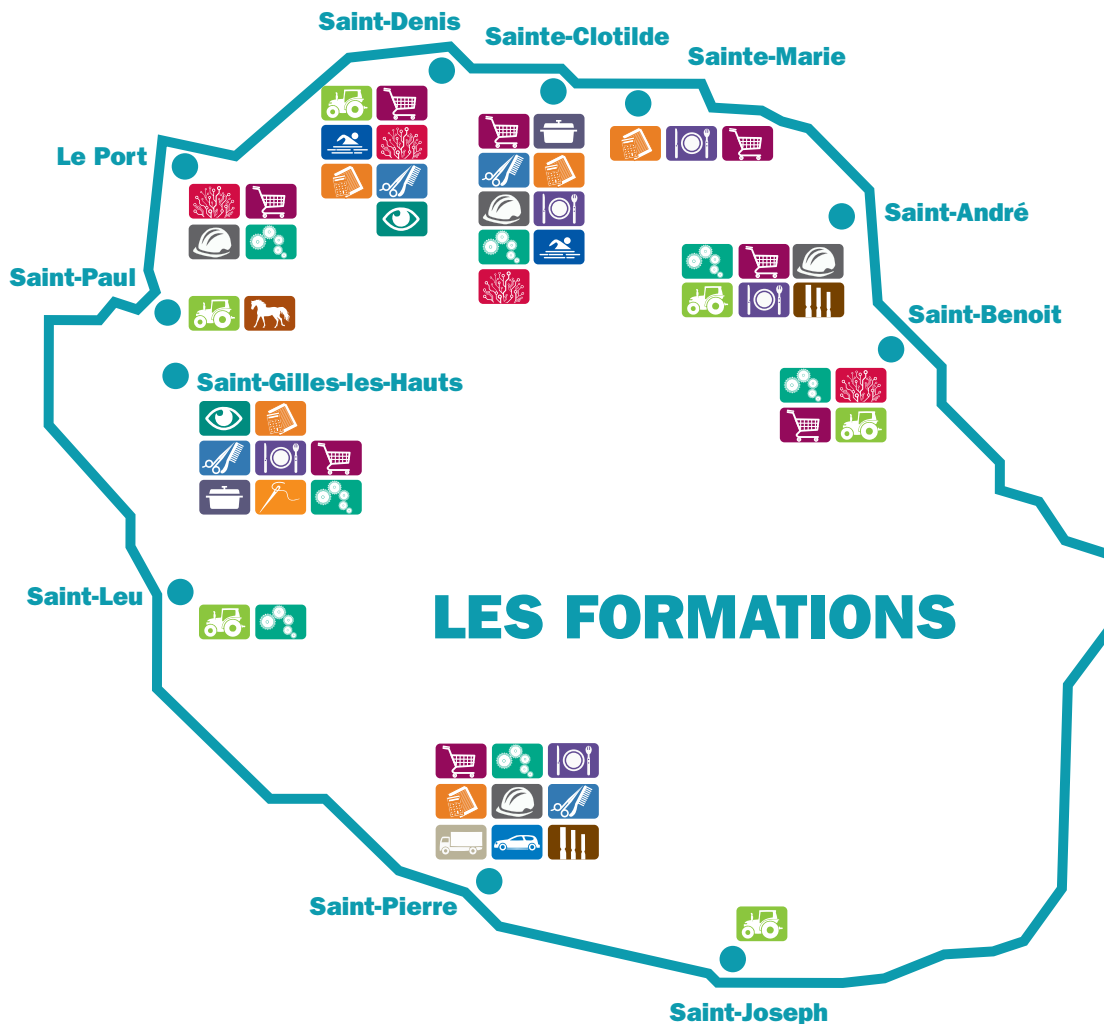 Saint-Denis
Sainte-Clotilde
Sainte-Marie
Le Port
Saint-André
Saint-Paul
Saint-Benoit
Saint-Gilles-les-Hauts
Saint-Leu
LES FORMATIONS
Saint-Pierre
Saint-Joseph